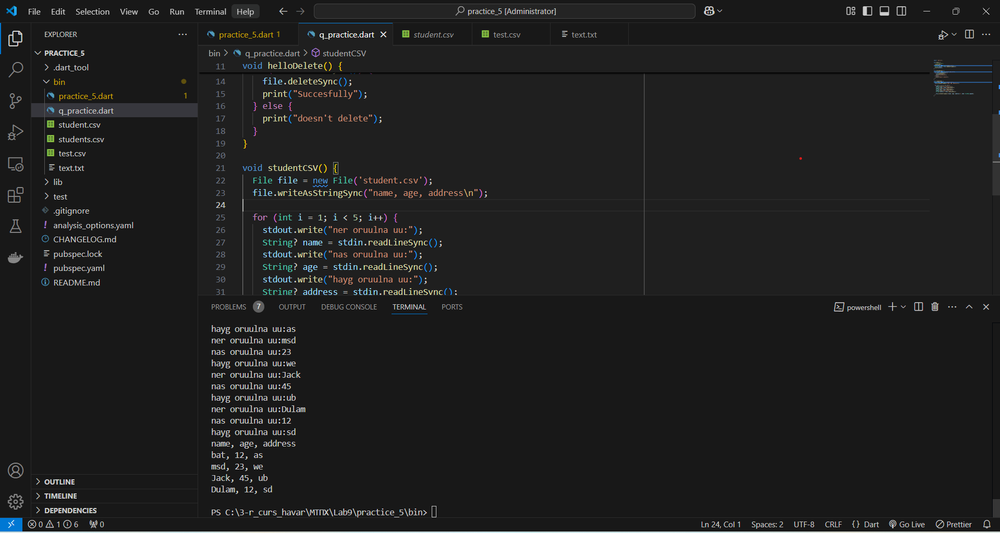 File Edit Selection View Go Run Terminal Help
practice_5 [Administrator]
EXPLORER
PRACTICE_5
.dart_tool
bin
practice_5.dart 1
q_practice.dart
student.csv
students.csv
test.csv
text.txt
lib
test
.gitignore
analysis_options.yaml
CHANGELOG.md
pubspec.lock
pubspec.yaml
README.md
OUTLINE
TIMELINE
DEPENDENCIES
practice_5.dart 1 q_practice.dart student.csv test.csv text.txt
bin > q_practice.dart > studentCSV
11 void helloDelete() {
14 file.deleteSync();
15 print("Succesfully");
16 } else {
17 print("doesn't delete");
18 }
19 }
20
21 void studentCSV() {
22 File file = new File('student.csv');
23 file.writeAsStringSync("name, age, address\n");
24
25 for (int i = 1; i < 5; i++) {
26 stdout.write("ner oruulna uu:");
27 String? name = stdin.readLineSync();
28 stdout.write("nas oruulna uu:");
29 String? age = stdin.readLineSync();
30 stdout.write("hayg oruulna uu:");
31 String? address = stdin.readLineSync();
PROBLEMS 7 OUTPUT DEBUG CONSOLE TERMINAL PORTS
powershell
hayg oruulna uu:as
ner oruulna uu:msd
nas oruulna uu:23
hayg oruulna uu:we
ner oruulna uu:Jack
nas oruulna uu:45
hayg oruulna uu:ub
ner oruulna uu:Dulam
nas oruulna uu:12
hayg oruulna uu:sd
name, age, address
bat, 12, as
msd, 23, we
Jack, 45, ub
Dulam, 12, sd
PS C:\3-r_curs_havar\МТПХ\Lab9\practice_5\bin>
0 1 6 0
Ln 24, Col 1 Spaces: 2 UTF-8 CRLF {} Dart Go Live Prettier